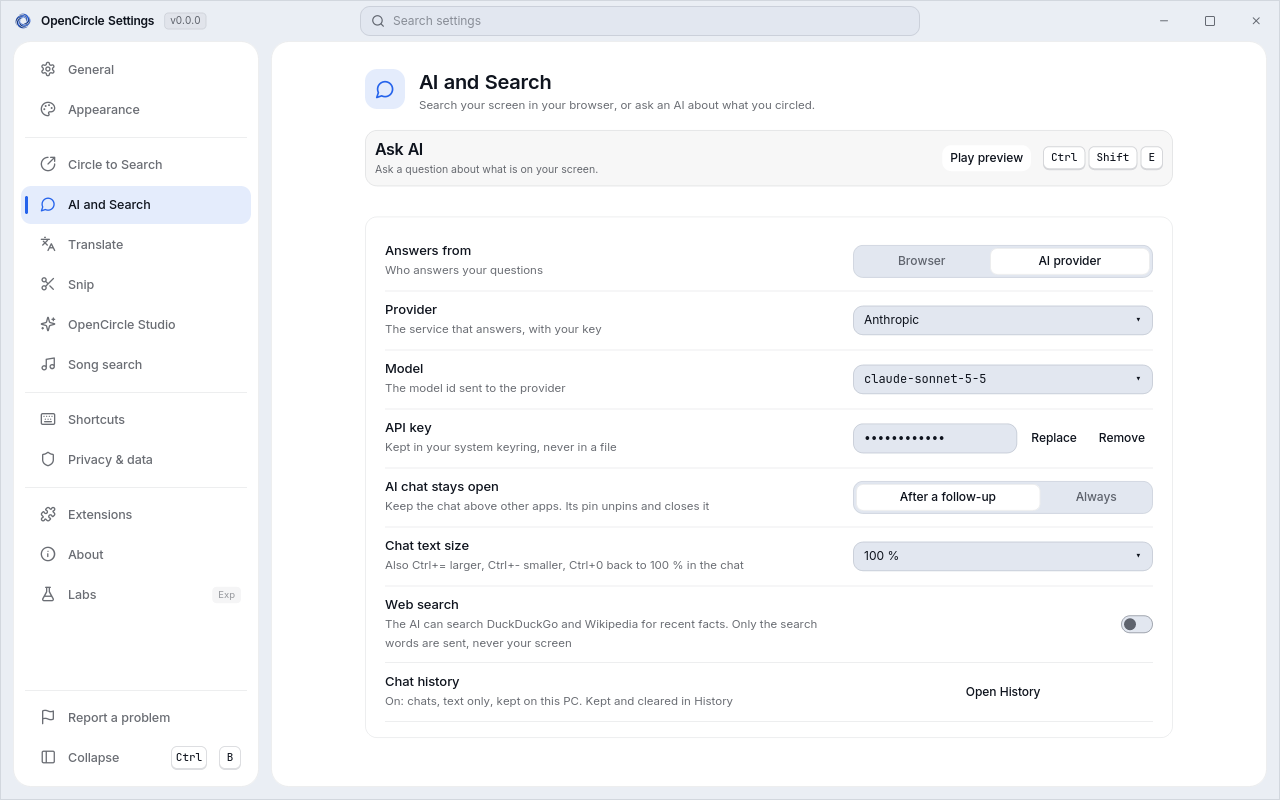 OpenCircle Settings
v0.0.0
Search settings
General
Appearance
Circle to Search
AI and Search
Translate
Snip
OpenCircle Studio
Song search
Shortcuts
Privacy & data
Extensions
About
Labs
Exp
Report a problem
Collapse
Ctrl
B
AI and Search
Search your screen in your browser, or ask an AI about what you circled.
Ask AI
Ask a question about what is on your screen.
Play preview
Ctrl
Shift
E
Answers from
Who answers your questions
Browser
AI provider
Provider
The service that answers, with your key
Anthropic
Model
The model id sent to the provider
claude-sonnet-5-5
API key
Kept in your system keyring, never in a file
••••••••••••
Replace
Remove
AI chat stays open
Keep the chat above other apps. Its pin unpins and closes it
After a follow-up
Always
Chat text size
Also Ctrl+= larger, Ctrl+- smaller, Ctrl+0 back to 100 % in the chat
100 %
Web search
The AI can search DuckDuckGo and Wikipedia for recent facts. Only the search
words are sent, never your screen
Chat history
On: chats, text only, kept on this PC. Kept and cleared in History
Open History